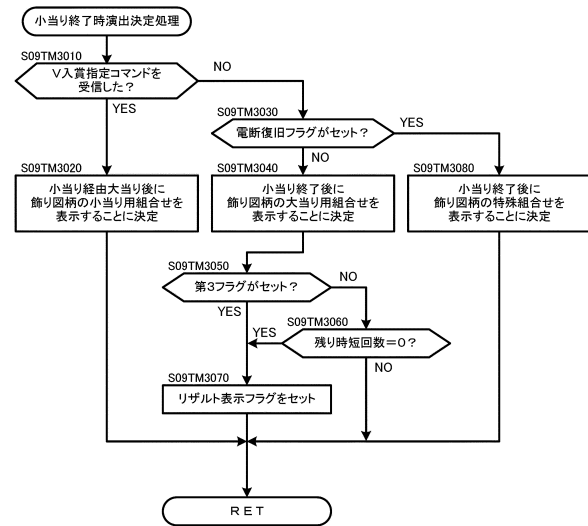 小当り終了時演出決定処理
S09TM3010
V入賞指定コマンドを
受信した？
NO
YES
S09TM3030
電断復旧フラグがセット？
YES
NO
S09TM3020
小当り経由大当り後に
飾り図柄の小当り用組合せを
表示することに決定
S09TM3040
小当り終了後に
飾り図柄の大当り用組合せを
表示することに決定
S09TM3080
小当り終了後に
飾り図柄の特殊組合せを
表示することに決定
S09TM3050
第3フラグがセット？
NO
YES
S09TM3060
残り時短回数＝0？
YES
NO
S09TM3070
リザルト表示フラグをセット
RET